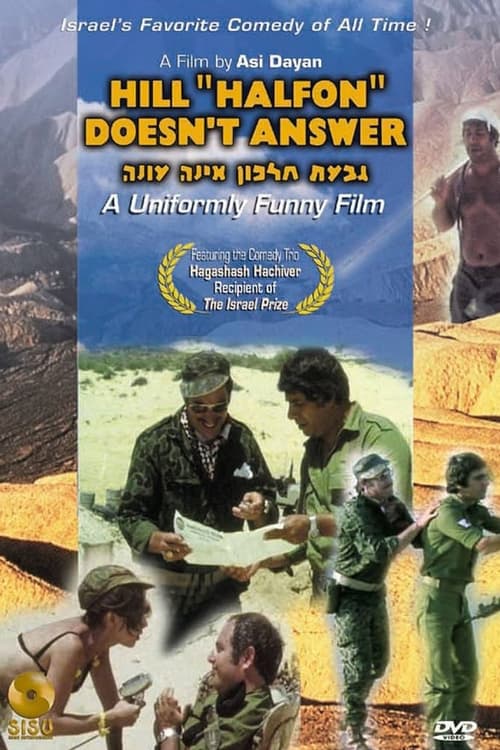 Israel's Favorite Comedy of All Time !
A Film by Asi Dayan
HILL "HALFON"
DOESN'T ANSWER
גבעת חלפון אינה עונה
A Uniformly Funny Film
Featuring the Comedy Trio
Hagashash Hachiver
Recipient of
The Israel Prize
SISU
DVD
VIDEO